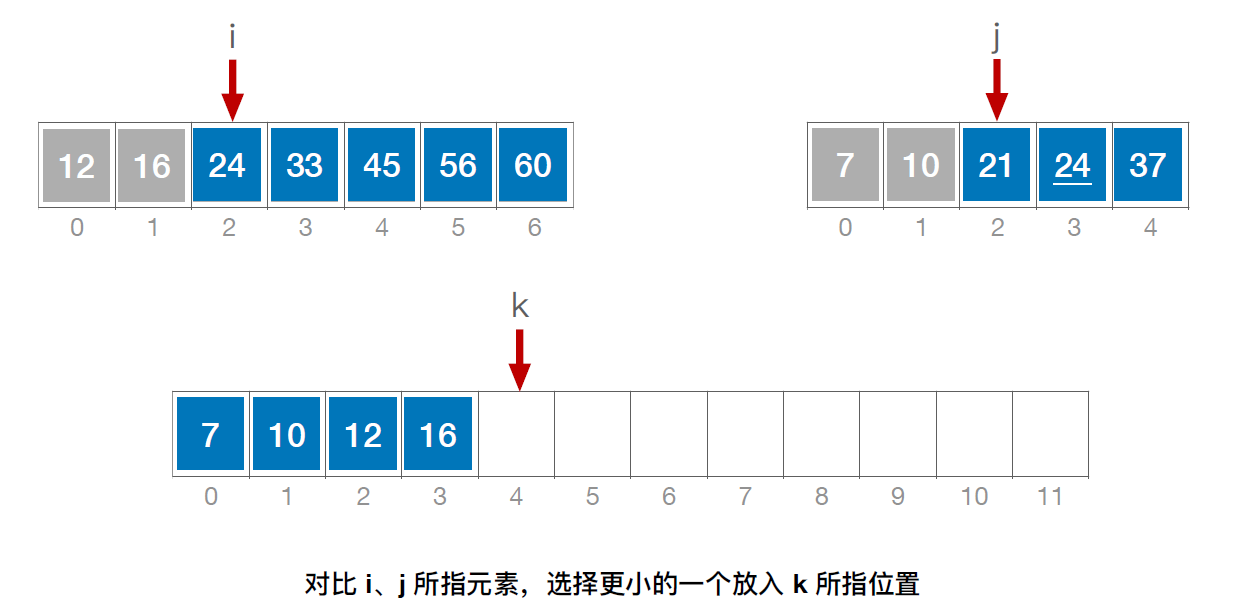 i
j
12 16 24 33 45 56 60
7 10 21 24 37
0 1 2 3 4 5 6
0 1 2 3 4
k
7 10 12 16
0 1 2 3 4 5 6 7 8 9 10 11
对比 i、j 所指元素，选择更小的一个放入 k 所指位置